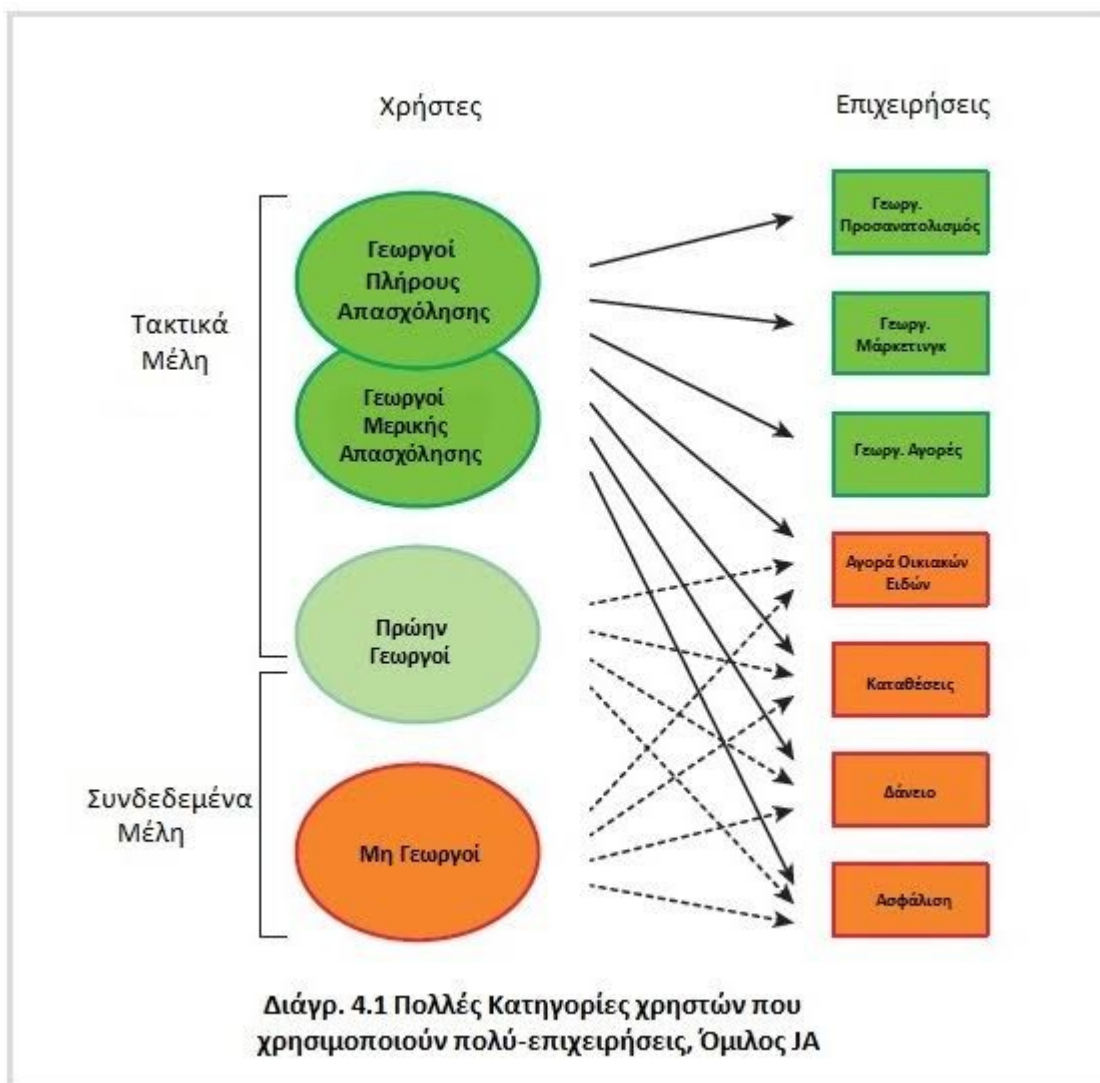 Χρήστες
Επιχειρήσεις
Τακτικά
Μέλη
Γεωργοί
Πλήρους
Απασχόλησης
Γεωργοί
Μερικής
Απασχόλησης
Πρώην
Γεωργοί
Συνδεδεμένα
Μέλη
Μη Γεωργοί
Γεωργ.
Προσανατολισμός
Γεωργ.
Μάρκετινγκ
Γεωργ. Αγορές
Αγορά Οικιακών
Ειδών
Καταθέσεις
Δάνειο
Ασφάλιση
Διάγρ. 4.1 Πολλές Κατηγορίες χρηστών που
χρησιμοποιούν πολύ-επιχειρήσεις, Όμιλος JA